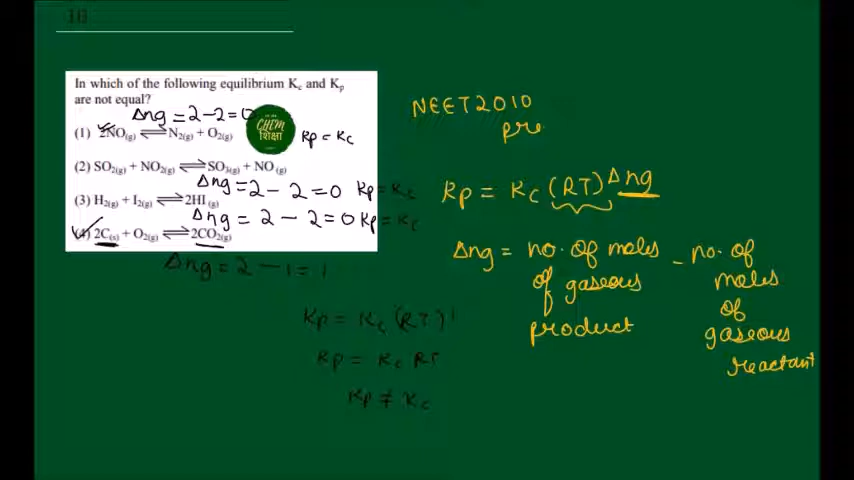 10
In which of the following equilibrium Kc and Kp
are not equal?
Δng = 2 - 2 = 0
(1) 2NO(g) ⇌ N2(g) + O2(g)
CHEM
शिक्षा
Kp = Kc
(2) SO2(g) + NO2(g) ⇌ SO3(g) + NO(g)
Δng = 2 - 2 = 0 Kp = Kc
(3) H2(g) + I2(g) ⇌ 2HI(g)
Δng = 2 - 2 = 0 Kp = Kc
(4) 2C(s) + O2(g) ⇌ 2CO2(g)
Δng = 2 - 1 = 1
Kp = Kc (RT)¹
Kp = Kc RT
Kp ≠ Kc
NEET2010
pre
Kp = Kc (RT)Δng
Δng = no. of moles of gaseous product - no. of moles of gaseous reactant